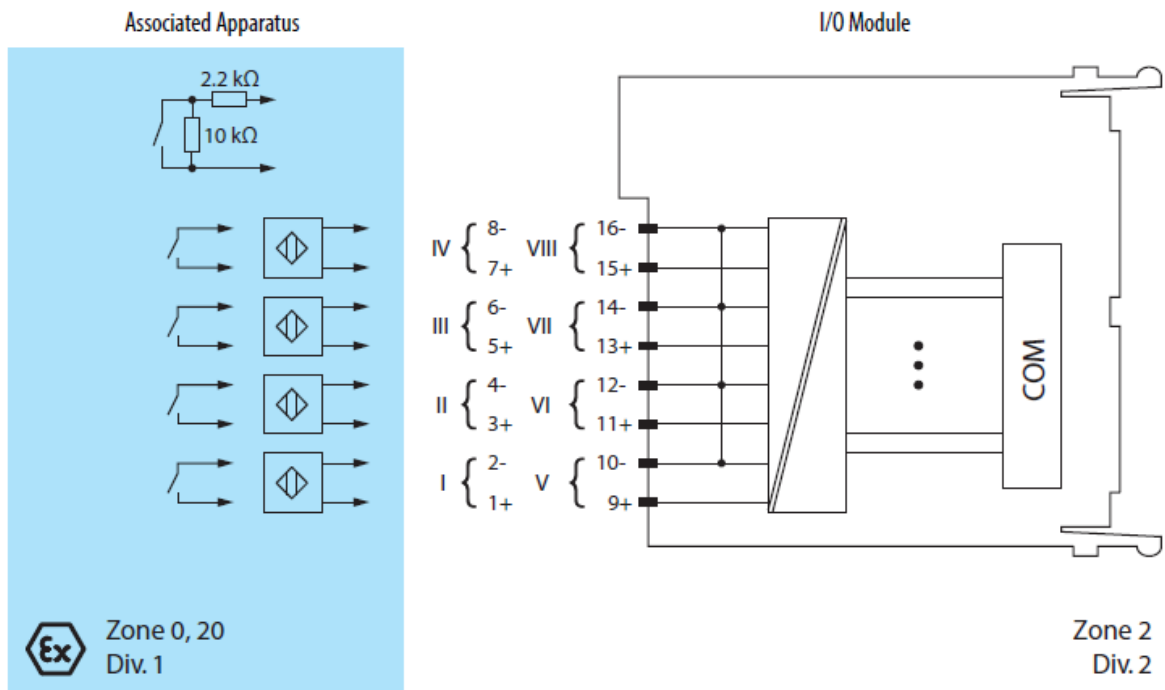 Associated Apparatus
I/O Module
2.2 kΩ
10 kΩ
IV { 8- VIII { 16-
7+ 15+
III { 6- VII { 14-
5+ 13+
II { 4- VI { 12-
3+ 11+
I { 2- V { 10-
1+ 9+
COM
Ex
Zone 0, 20
Div. 1
Zone 2
Div. 2